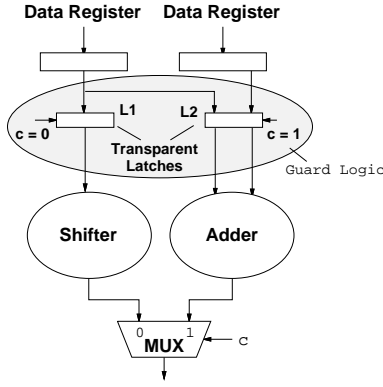 Data Register Data Register
L1 L2
c = 0 c = 1
Transparent
Latches
Guard Logic
Shifter Adder
0 1
MUX c